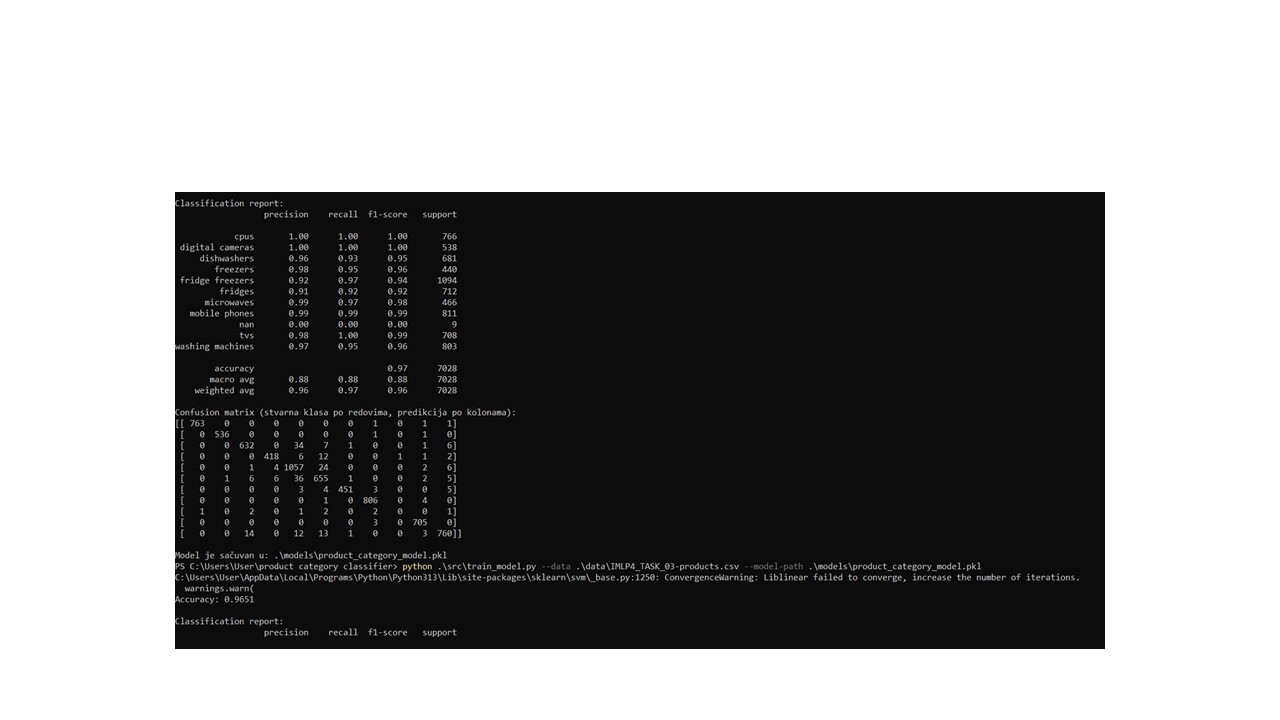 Classification report:
precision recall f1-score support
cpus 1.00 1.00 1.00 766
digital cameras 1.00 1.00 1.00 538
dishwashers 0.96 0.93 0.95 681
freezers 0.98 0.95 0.96 440
fridge freezers 0.92 0.97 0.94 1094
fridges 0.91 0.92 0.92 712
microwaves 0.99 0.97 0.98 466
mobile phones 0.99 0.99 0.99 811
nan 0.00 0.00 0.00 9
tvs 0.98 1.00 0.99 708
washing machines 0.97 0.95 0.96 803
accuracy 0.97 7028
macro avg 0.88 0.88 0.88 7028
weighted avg 0.96 0.97 0.96 7028
Confusion matrix (stvarna klasa po redovima, predikcija po kolonama):
[[ 763 0 0 0 0 0 0 1 0 1 1]
[ 0 536 0 0 0 0 0 1 0 1 0]
[ 0 0 632 0 34 7 1 0 0 1 6]
[ 0 0 0 418 6 12 0 0 1 1 2]
[ 0 0 1 4 1057 24 0 0 0 2 6]
[ 0 1 6 6 36 655 1 0 0 2 5]
[ 0 0 0 0 3 4 451 3 0 0 5]
[ 0 0 0 0 0 1 0 806 0 4 0]
[ 1 0 2 0 1 2 0 2 0 0 1]
[ 0 0 0 0 0 0 0 3 0 705 0]
[ 0 0 14 0 12 13 1 0 0 3 760]]
Model je sačuvan u: .\models\product_category_model.pkl
PS C:\Users\User\product category classifier> python .\src\train_model.py --data .\data\IMLP4_TASK_03-products.csv --model-path .\models\product_category_model.pkl
C:\Users\User\AppData\Local\Programs\Python\Python313\Lib\site-packages\sklearn\svm\_base.py:1250: ConvergenceWarning: Liblinear failed to converge, increase the number of iterations.
warnings.warn(
Accuracy: 0.9651
Classification report:
precision recall f1-score support